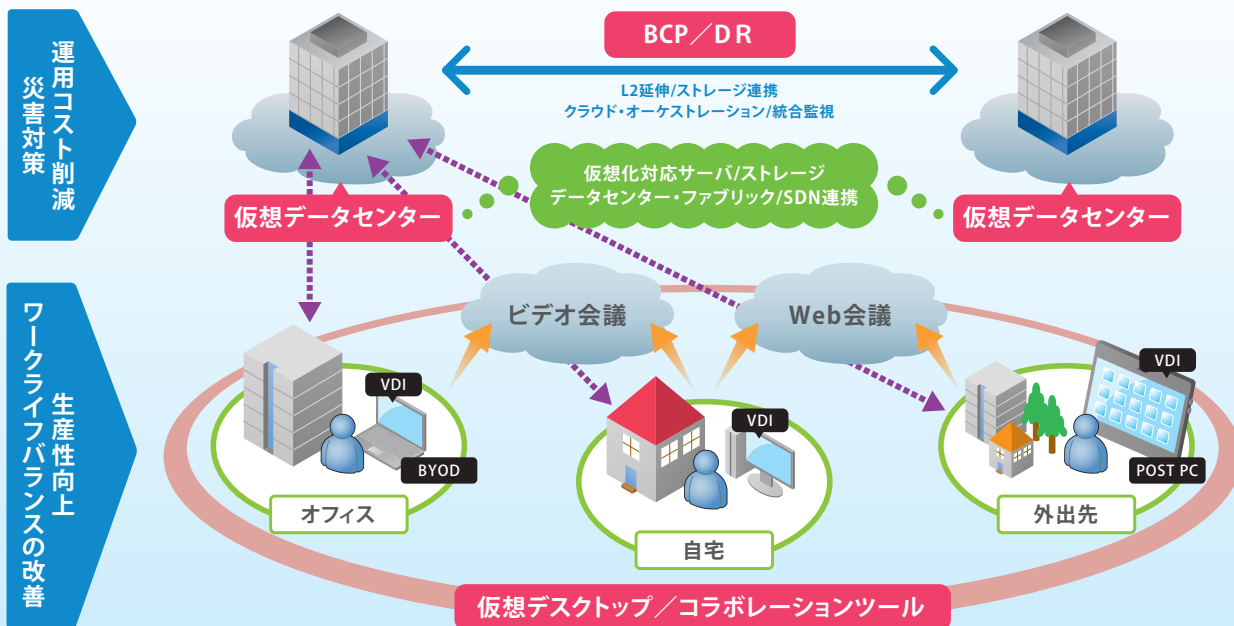 運用コスト削減
災害対策
BCP／DR
L2延伸/ストレージ連携
クラウド・オーケストレーション/統合監視
仮想化対応サーバ/ストレージ
データセンター・ファブリック/SDN連携
仮想データセンター
仮想データセンター
生産性向上
ワークライフバランスの改善
ビデオ会議
Web会議
VDI
BYOD
オフィス
VDI
自宅
VDI
POST PC
外出先
仮想デスクトップ／コラボレーションツール